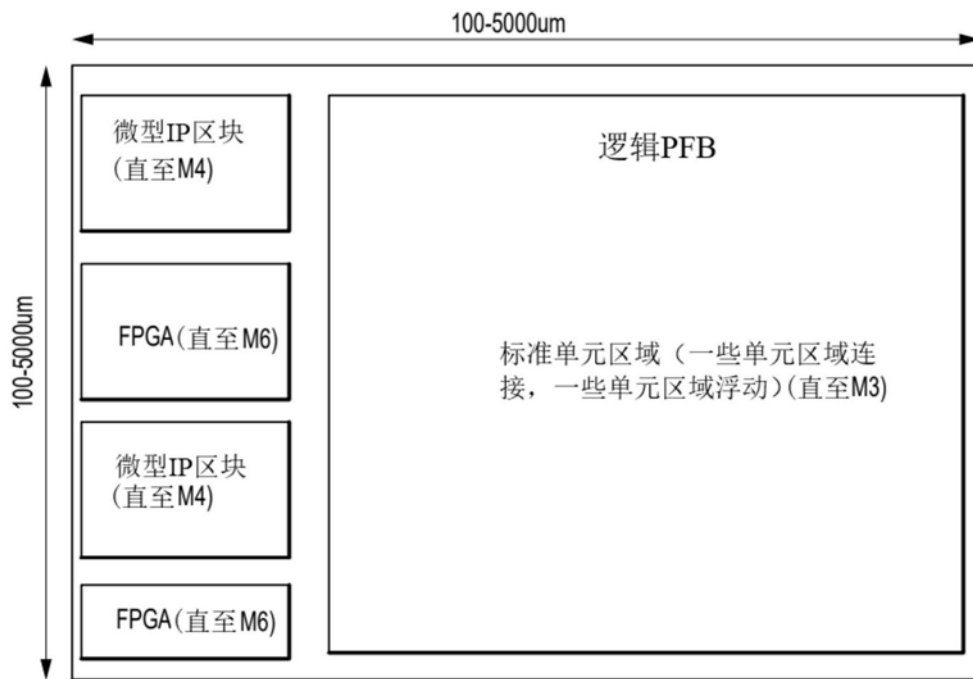 100-5000um
100-5000um
微型IP区块
(直至M4)
FPGA(直至M6)
微型IP区块
(直至M4)
FPGA(直至M6)
逻辑PFB
标准单元区域（一些单元区域连
接，一些单元区域浮动）(直至M3)